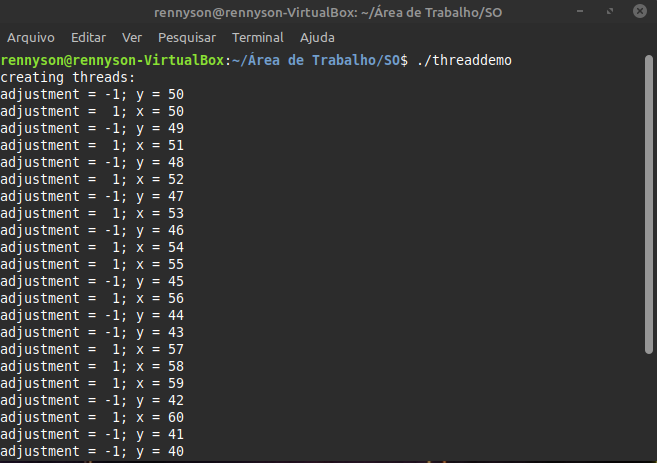 rennyson@rennyson-VirtualBox: ~/Área de Trabalho/SO
Arquivo Editar Ver Pesquisar Terminal Ajuda
rennyson@rennyson-VirtualBox:~/Área de Trabalho/SO$ ./threaddemo
creating threads:
adjustment = -1; y = 50
adjustment =  1; x = 50
adjustment = -1; y = 49
adjustment =  1; x = 51
adjustment = -1; y = 48
adjustment =  1; x = 52
adjustment = -1; y = 47
adjustment =  1; x = 53
adjustment = -1; y = 46
adjustment =  1; x = 54
adjustment =  1; x = 55
adjustment = -1; y = 45
adjustment =  1; x = 56
adjustment = -1; y = 44
adjustment = -1; y = 43
adjustment =  1; x = 57
adjustment =  1; x = 58
adjustment =  1; x = 59
adjustment = -1; y = 42
adjustment =  1; x = 60
adjustment = -1; y = 41
adjustment = -1; y = 40